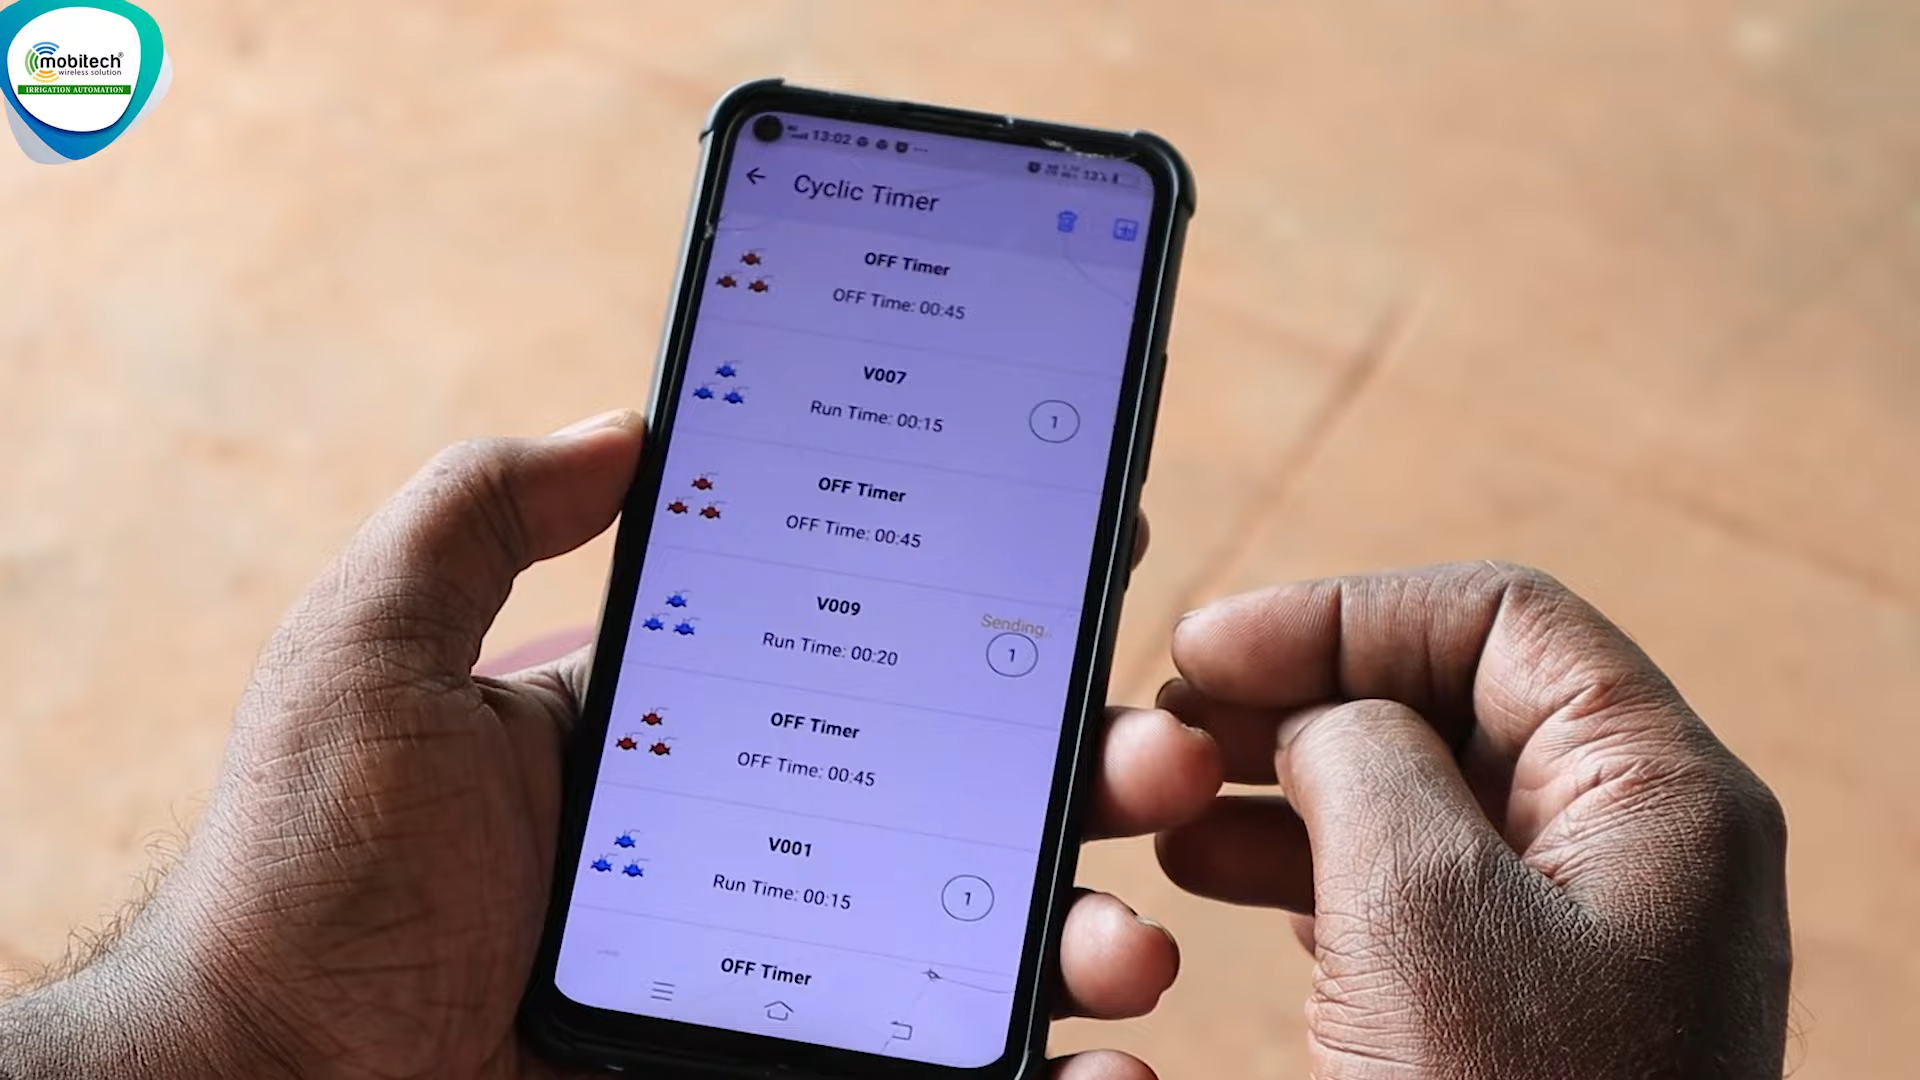 mobitech®
wireless solution
IRRIGATION AUTOMATION
13:02
Cyclic Timer
OFF Timer
OFF Time: 00:45
V007
Run Time: 00:15
1
OFF Timer
OFF Time: 00:45
V009
Run Time: 00:20
Sending..
1
OFF Timer
OFF Time: 00:45
V001
Run Time: 00:15
1
OFF Timer